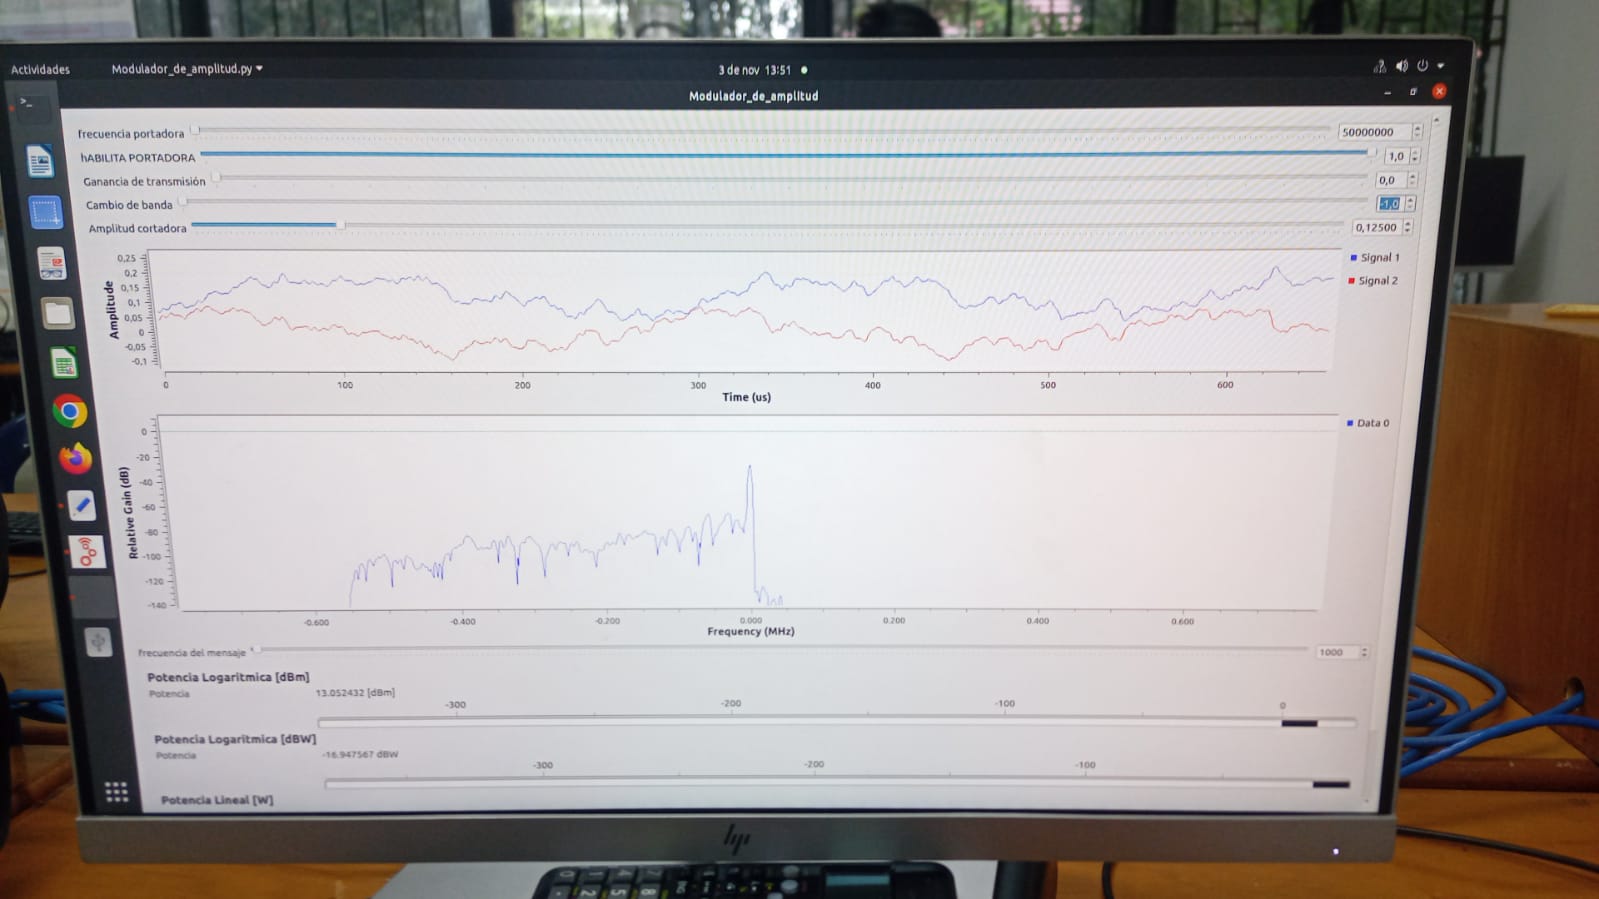 Actividades Modulador_de_amplitud.py 3 de nov 13:51
Modulador_de_amplitud
frecuencia portadora 50000000
hABILITA PORTADORA 1,0
Ganancia de transmisión 0,0
Cambio de banda -1,0
Amplitud cortadora 0,12500
Amplitude
0,25
0,2
0,15
0,1
0,05
0
-0,05
-0,1
Signal 1
Signal 2
0 100 200 300 400 500 600
Time (us)
Relative Gain (dB)
0
-20
-40
-60
-80
-100
-120
-140
Data 0
-0.600 -0.400 -0.200 0.000 0.200 0.400 0.600
Frequency (MHz)
frecuencia del mensaje 1000
Potencia Logaritmica [dBm]
Potencia 13.052432 [dBm]
-300 -200 -100 0
Potencia Logaritmica [dBW]
Potencia -16.947567 dBW
-300 -200 -100
Potencia Lineal [W]
hp